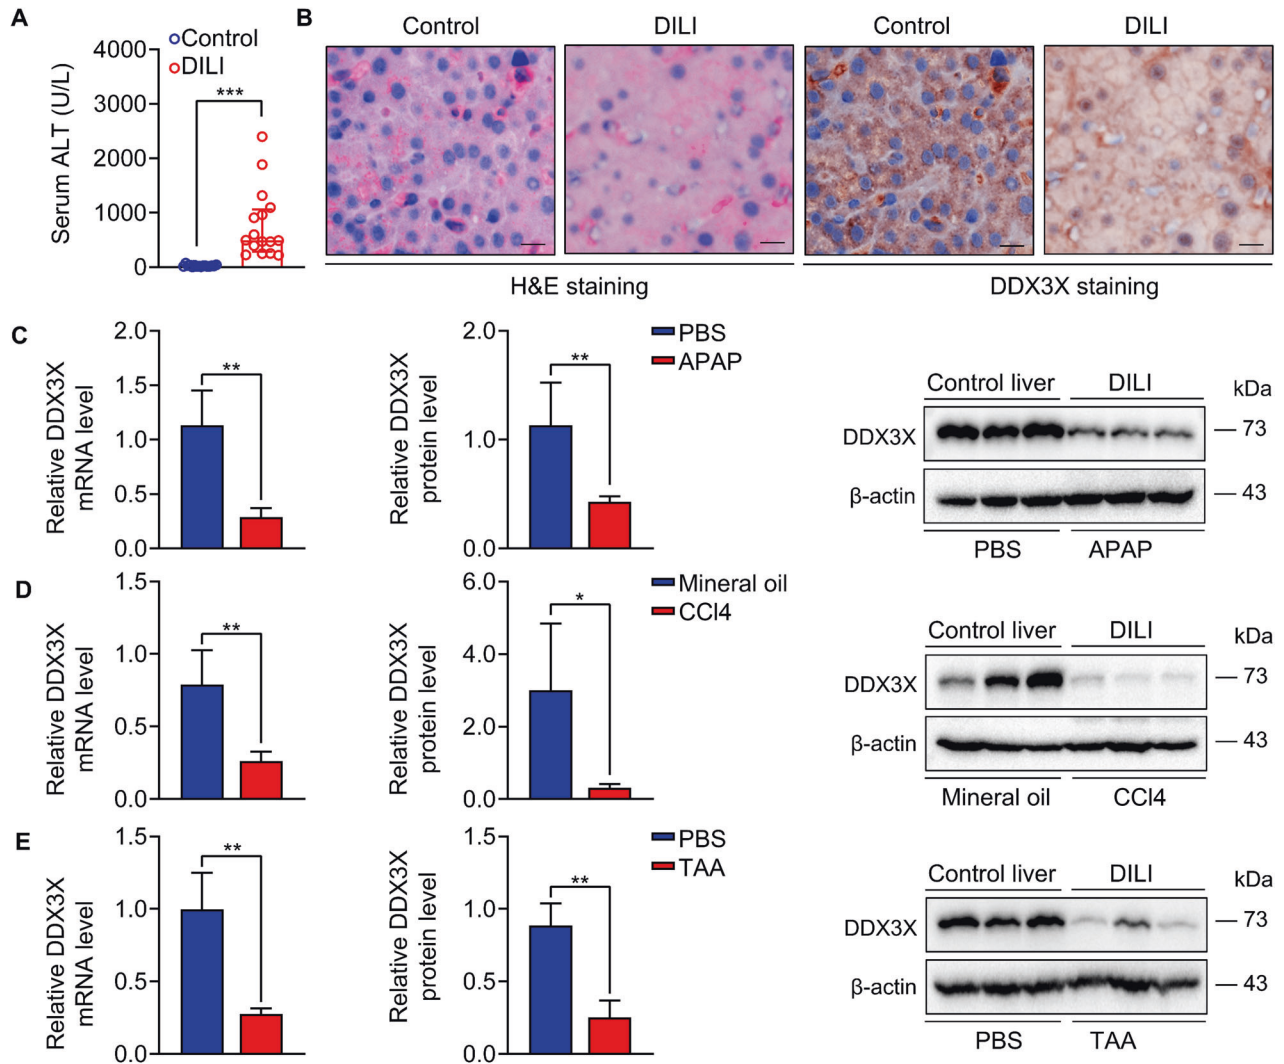 A
Serum ALT (U/L)
4000
3000
2000
1000
0
Control
DILI
***
B
Control
DILI
Control
DILI
H&E staining
DDX3X staining
C
Relative DDX3X
mRNA level
2.0
1.5
1.0
0.5
0.0
**
Relative DDX3X
protein level
2.0
1.0
0.0
**
PBS
APAP
Control liver
DILI
kDa
DDX3X
73
β-actin
43
PBS
APAP
D
Relative DDX3X
mRNA level
1.5
1.0
0.5
0.0
**
Relative DDX3X
protein level
6.0
4.0
2.0
0.0
*
Mineral oil
CCl4
Control liver
DILI
kDa
DDX3X
73
β-actin
43
Mineral oil
CCl4
E
Relative DDX3X
mRNA level
1.5
1.0
0.5
0.0
**
Relative DDX3X
protein level
1.5
1.0
0.5
0.0
**
PBS
TAA
Control liver
DILI
kDa
DDX3X
73
β-actin
43
PBS
TAA